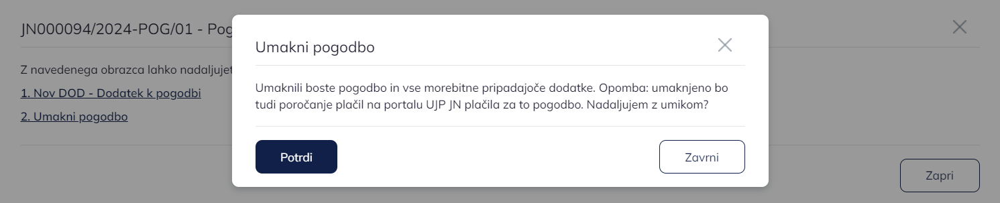 JN000094/2024-POG/01 - Pog
Umakni pogodbo
Z navedenega obrazca lahko nadaljujet
1. Nov DOD - Dodatek k pogodbi
2. Umakni pogodbo
Umaknili boste pogodbo in vse morebitne pripadajoče dodatke. Opomba: umaknjeno bo
tudi poročanje plačil na portalu UJP JN plačila za to pogodbo. Nadaljujem z umikom?
Potrdi
Zavrni
Zapri